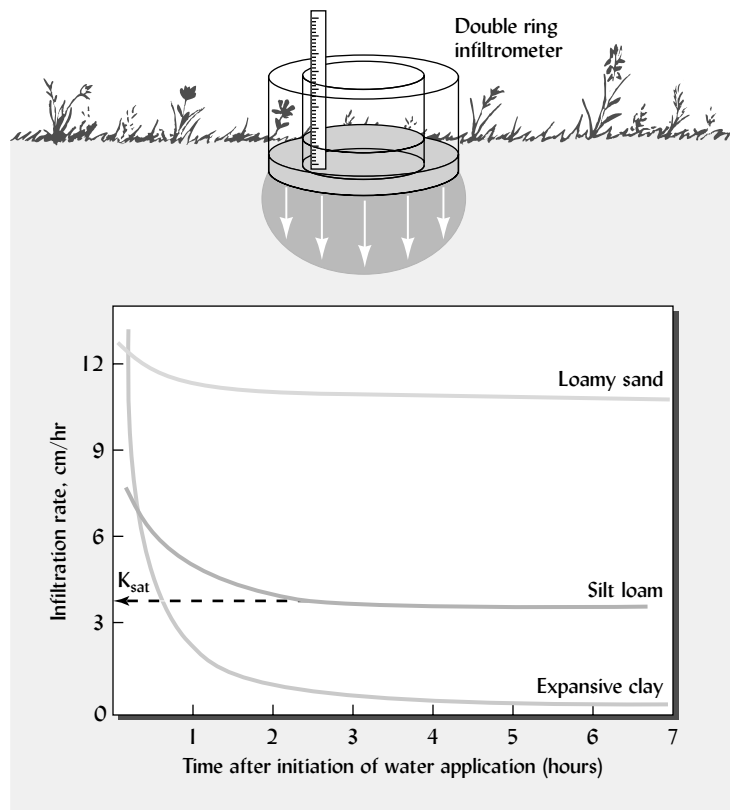 Double ring
infiltrometer
Infiltration rate, cm/hr
12
9
6
3
0
K_sat
Loamy sand
Silt loam
Expansive clay
1 2 3 4 5 6 7
Time after initiation of water application (hours)